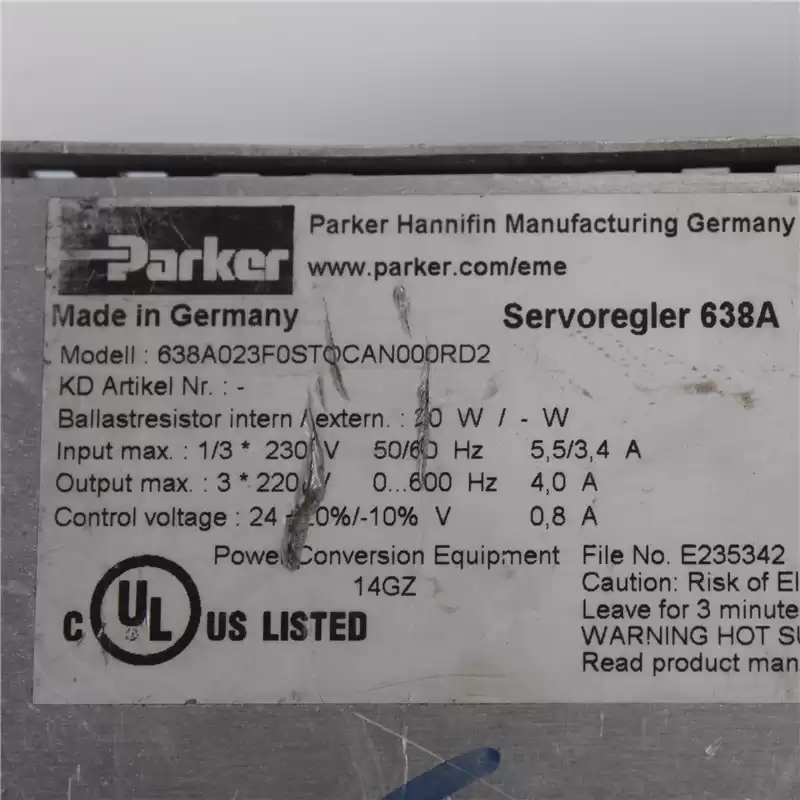 Parker
Parker Hannifin Manufacturing Germany
www.parker.com/eme
Made in Germany
Servoregler 638A
Modell : 638A023F0STOCAN000RD2
KD Artikel Nr. : -
Ballastresistor intern / extern. : 20 W / - W
Input max. : 1/3 * 230 V 50/60 Hz 5,5/3,4 A
Output max. : 3 * 220 V 0...600 Hz 4,0 A
Control voltage : 24 +20%/-10% V 0,8 A
Power Conversion Equipment
14GZ
File No. E235342
Caution: Risk of El
Leave for 3 minute
WARNING HOT SU
Read product man
C UL US LISTED